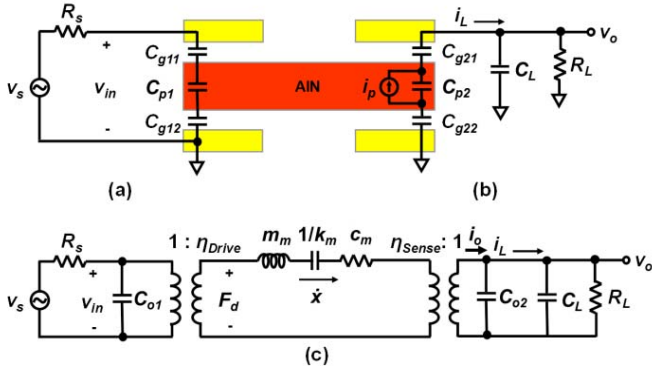 R_s
v_s
+
v_in
-
C_g11
C_p1
C_g12
AlN
i_p
C_g21
C_p2
C_g22
i_L
C_L
R_L
v_o
(a)
(b)
R_s
v_s
+
v_in
-
C_o1
1 : η_Drive
m_m
1/k_m
c_m
+
F_d
-
ẋ
η_Sense : 1
i_o
i_L
C_o2
C_L
R_L
v_o
(c)